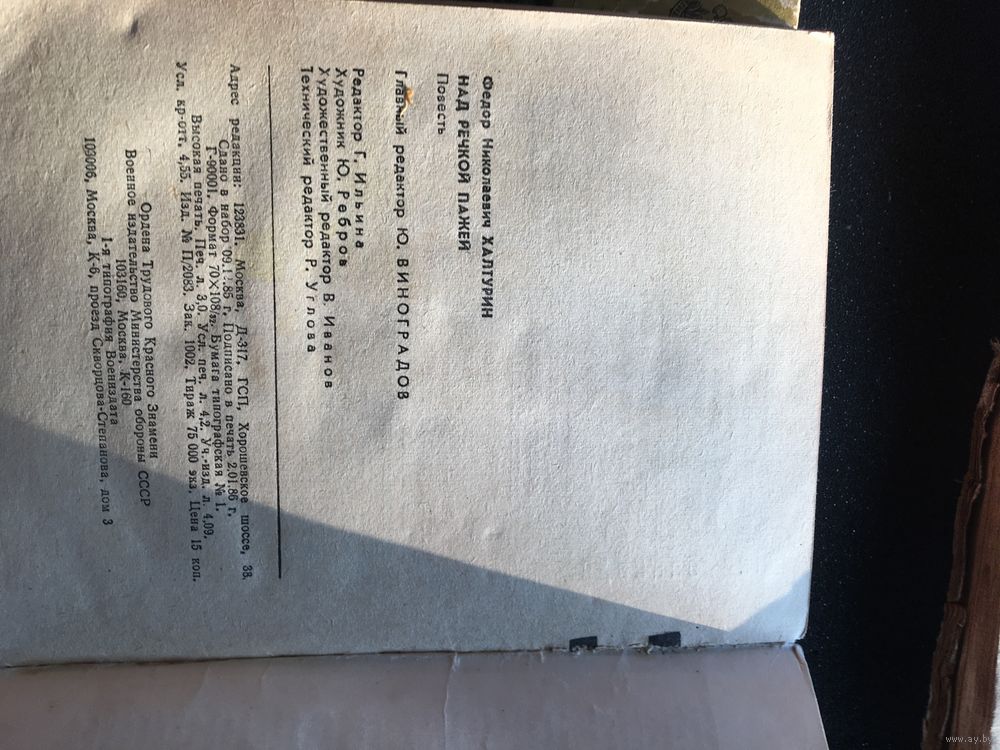 Федор Николаевич ХАЛТУРИН
НАД РЕЧКОЙ ПАЖЕЙ
Повесть
Главный редактор Ю. ВИНОГРАДОВ
Редактор Г. Ильина
Художник Ю. Ребров
Художественный редактор В. Иванов
Технический редактор Р. Углова
Адрес редакции: 123831, Москва, Д-317, ГСП, Хорошевское шоссе, 38.
Сдано в набор Подписано в печать 2.01.86 г.
Г-90001. Формат 70×108/32. Бумага типографская № 1.
Высокая печать. Печ. л. 3,0. Усл. печ. л. 4,2. Уч.-изд. л. 4,09.
Усл. кр-отт. 4,55. Изд. № П/2083. Зак. 1002. Тираж 75 000 экз. Цена 15 коп.
Ордена Трудового Красного Знамени
Военное издательство Министерства обороны СССР
103160, Москва, К-160
1-я типография Воениздата
103006, Москва, К-6, проезд Скворцова-Степанова, дом 3
www.ay.by